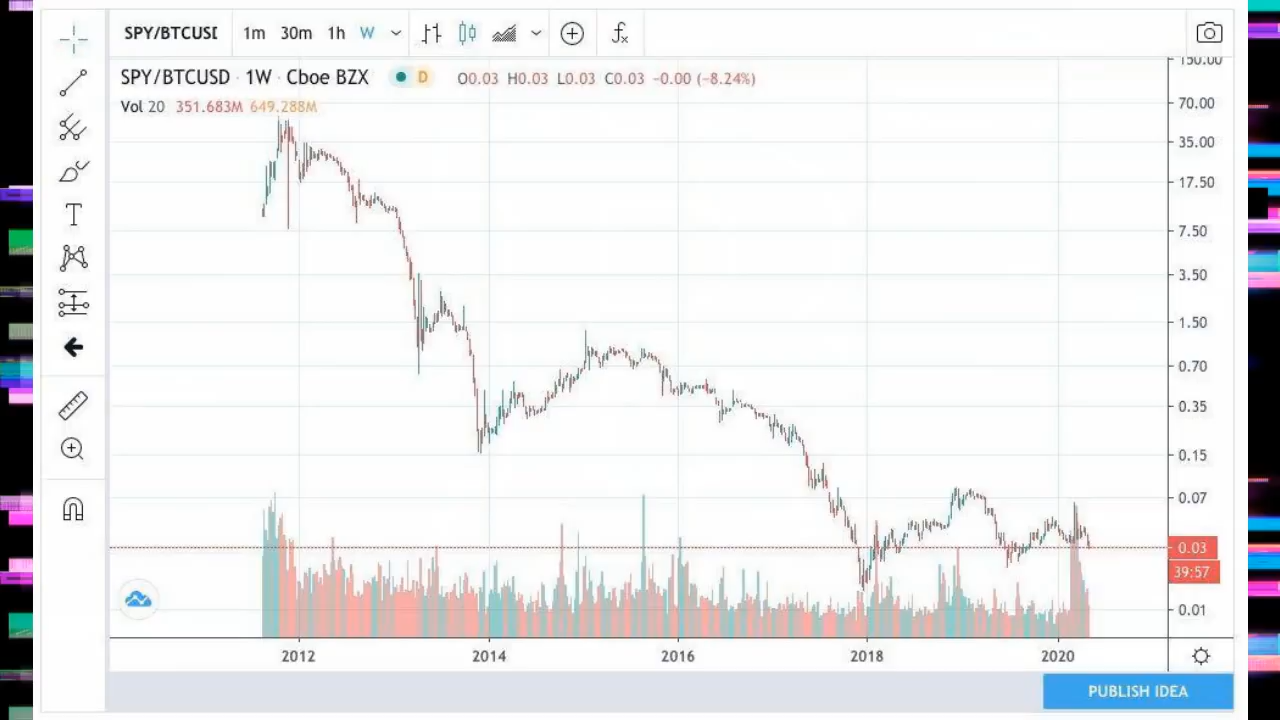 SPY/BTCUSI 1m 30m 1h W
SPY/BTCUSD · 1W · Cboe BZX D O0.03 H0.03 L0.03 C0.03 −0.00 (−8.24%)
Vol 20 351.683M 649.288M
T
150.00
70.00
35.00
17.50
7.50
3.50
1.50
0.70
0.35
0.15
0.07
0.03
39:57
0.01
2012 2014 2016 2018 2020
PUBLISH IDEA